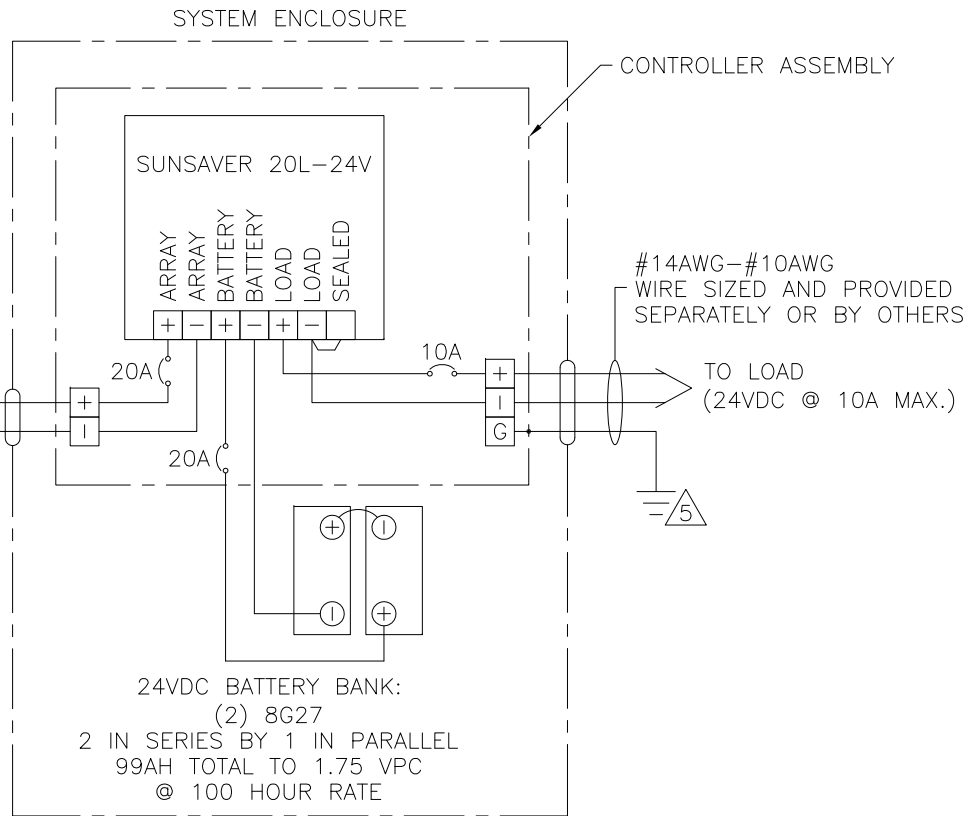 SYSTEM ENCLOSURE
CONTROLLER ASSEMBLY
SUNSAVER 20L-24V
ARRAY
ARRAY
BATTERY
BATTERY
LOAD
LOAD
SEALED
+ - + - + -
#14AWG-#10AWG
WIRE SIZED AND PROVIDED
SEPARATELY OR BY OTHERS
20A
10A
+
-
+
-
G
TO LOAD
(24VDC @ 10A MAX.)
20A
5
+ -
- +
24VDC BATTERY BANK:
(2) 8G27
2 IN SERIES BY 1 IN PARALLEL
99AH TOTAL TO 1.75 VPC
@ 100 HOUR RATE